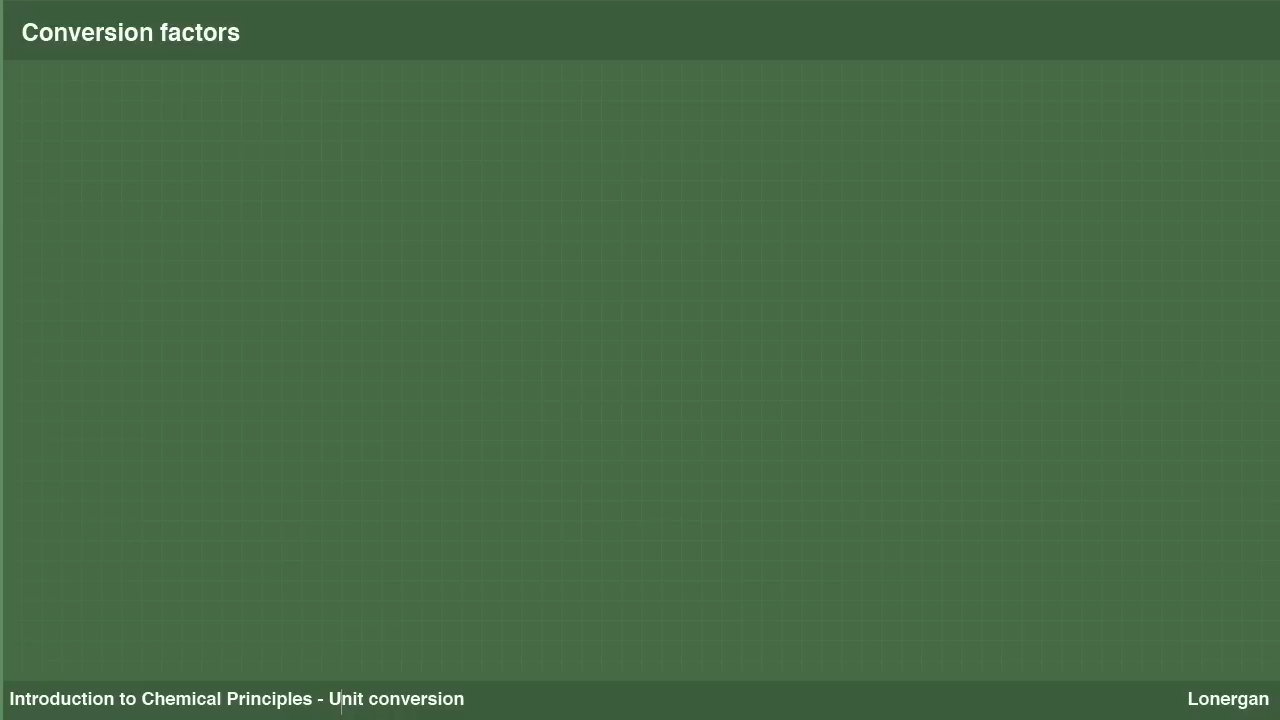 Conversion factors
Introduction to Chemical Principles - Unit conversion
Lonergan